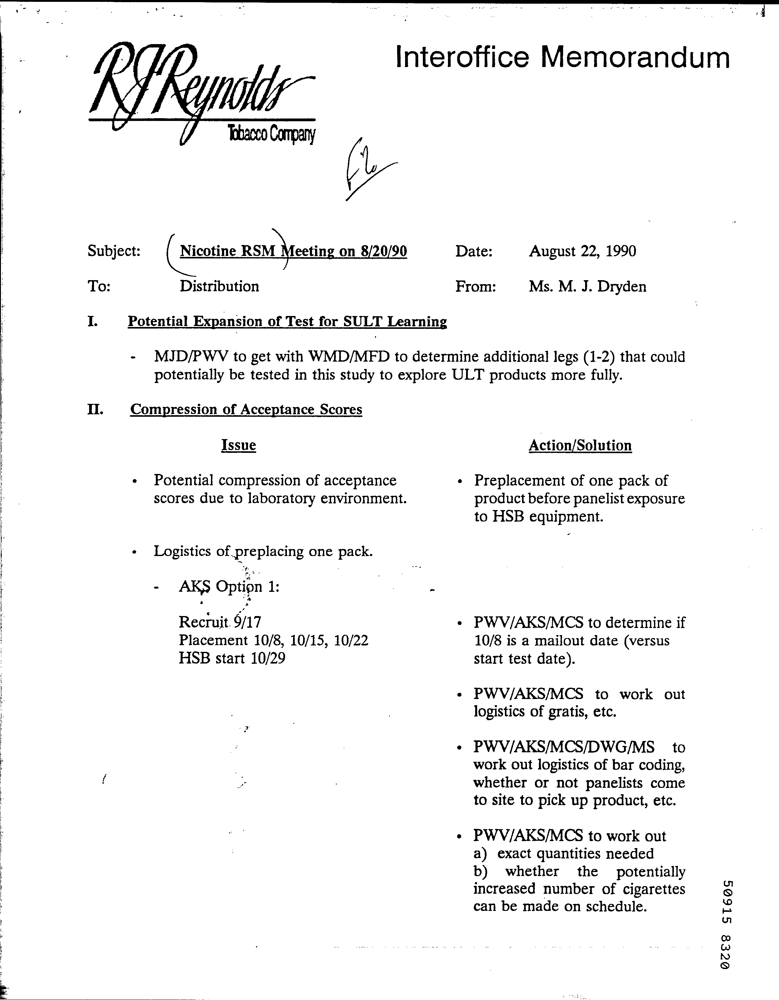 Interoffice Memorandum
RJReynolds
Tobacco Company
File
Subject: Nicotine RSM Meeting on 8/20/90 Date: August 22, 1990
To: Distribution From: Ms. M. J. Dryden
I. Potential Expansion of Test for SULT Learning
- MJD/PWV to get with WMD/MFD to determine additional legs (1-2) that could
potentially be tested in this study to explore ULT products more fully.
II. Compression of Acceptance Scores
Issue
• Potential compression of acceptance
scores due to laboratory environment.
• Logistics of preplacing one pack.
- AKS Option 1:
Recruit 9/17
Placement 10/8, 10/15, 10/22
HSB start 10/29
Action/Solution
• Preplacement of one pack of
product before panelist exposure
to HSB equipment.
• PWV/AKS/MCS to determine if
10/8 is a mailout date (versus
start test date).
• PWV/AKS/MCS to work out
logistics of gratis, etc.
• PWV/AKS/MCS/DWG/MS to
work out logistics of bar coding,
whether or not panelists come
to site to pick up product, etc.
• PWV/AKS/MCS to work out
a) exact quantities needed
b) whether the potentially
increased number of cigarettes
can be made on schedule.
50915 8320